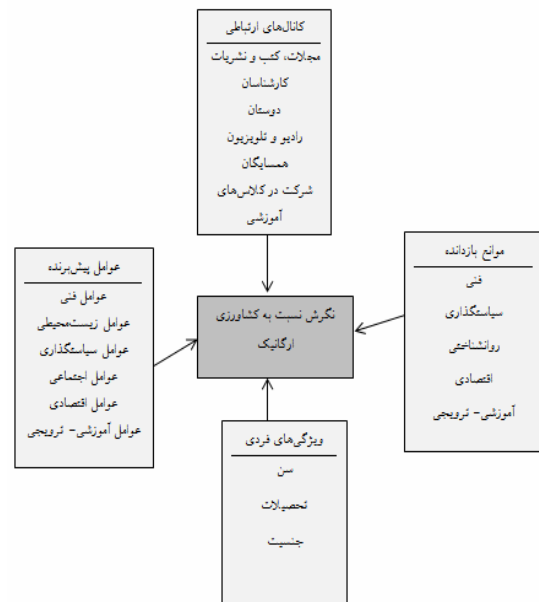 کانال‌های ارتباطی
مجلات، کتب و نشریات
کارشناسان
دوستان
رادیو و تلویزیون
همسایگان
شرکت در کلاس‌های
آموزشی
موانع بازدانده
فنی
سیاستگذاری
روانشناختی
اقتصادی
آموزشی- ترویجی
نگرش نسبت به کشاورزی
ارگانیک
عوامل پیش‌برنده
عوامل فنی
عوامل زیست‌محیطی
عوامل سیاستگذاری
عوامل اجتماعی
عوامل اقتصادی
عوامل آموزشی- ترویجی
ویژگی‌های فردی
سن
تحصیلات
جنسیت